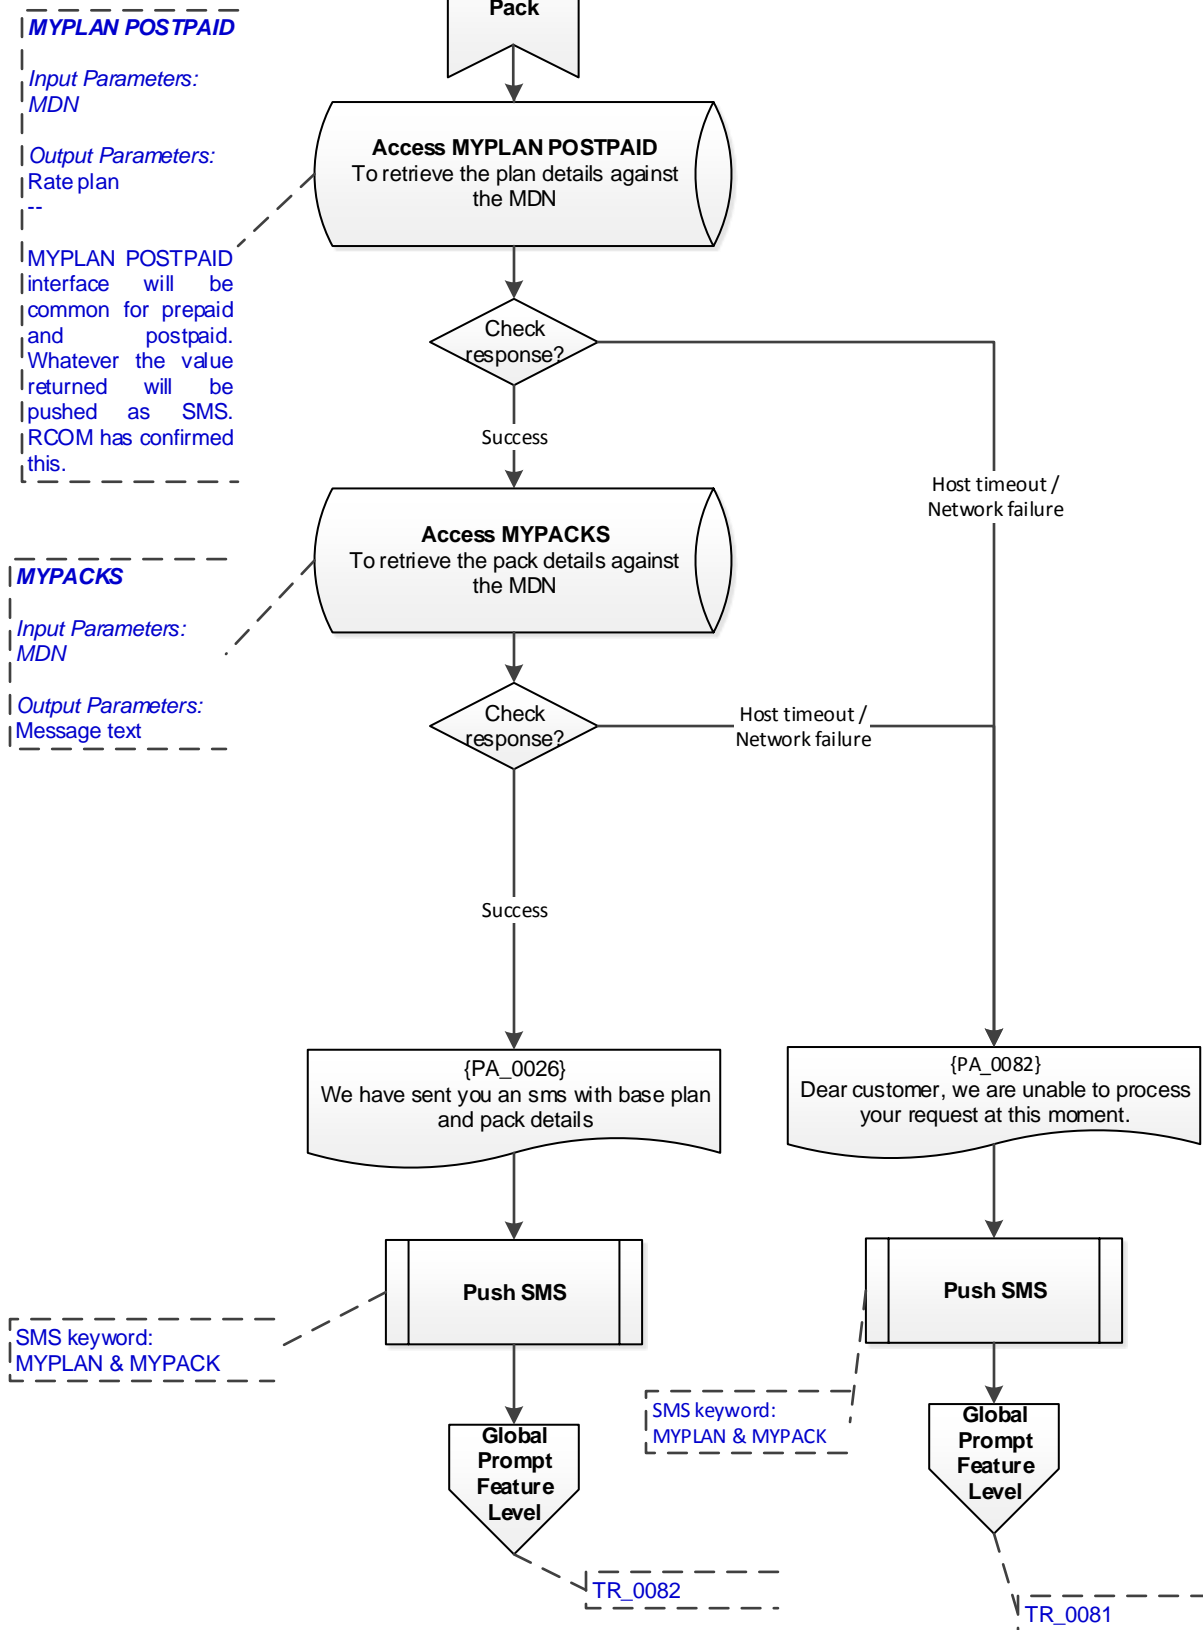 Pack
MYPLAN POSTPAID
Input Parameters:
MDN
Output Parameters:
Rate plan
--
MYPLAN POSTPAID
interface will be
common for prepaid
and postpaid.
Whatever the value
returned will be
pushed as SMS.
RCOM has confirmed
this.
Access MYPLAN POSTPAID
To retrieve the plan details against
the MDN
Check
response?
Success
Host timeout /
Network failure
Access MYPACKS
To retrieve the pack details against
the MDN
MYPACKS
Input Parameters:
MDN
Output Parameters:
Message text
Check
response?
Host timeout /
Network failure
Success
{PA_0026}
We have sent you an sms with base plan
and pack details
{PA_0082}
Dear customer, we are unable to process
your request at this moment.
Push SMS
Push SMS
SMS keyword:
MYPLAN & MYPACK
SMS keyword:
MYPLAN & MYPACK
Global
Prompt
Feature
Level
Global
Prompt
Feature
Level
TR_0082
TR_0081